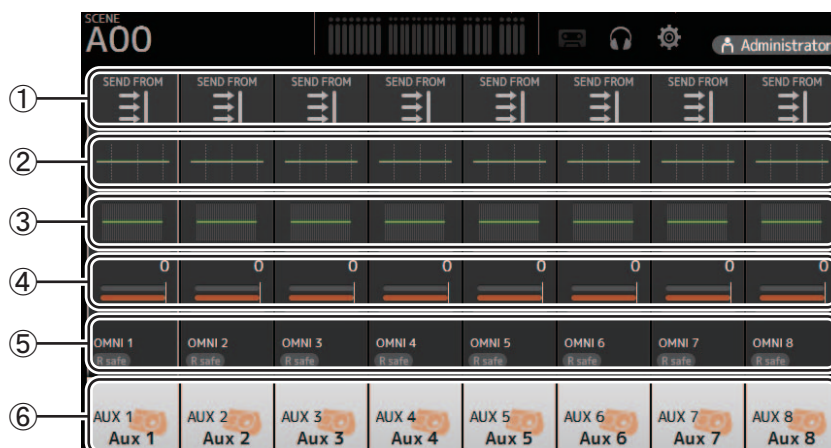 SCENE
A00
Administrator
① SEND FROM SEND FROM SEND FROM SEND FROM SEND FROM SEND FROM SEND FROM SEND FROM
②
③
④ 0 0 0 0 0 0 0 0
⑤ OMNI 1 OMNI 2 OMNI 3 OMNI 4 OMNI 5 OMNI 6 OMNI 7 OMNI 8
R safe R safe R safe R safe R safe R safe R safe R safe
⑥ AUX 1 AUX 2 AUX 3 AUX 4 AUX 5 AUX 6 AUX 7 AUX 8
Aux 1 Aux 2 Aux 3 Aux 4 Aux 5 Aux 6 Aux 7 Aux 8